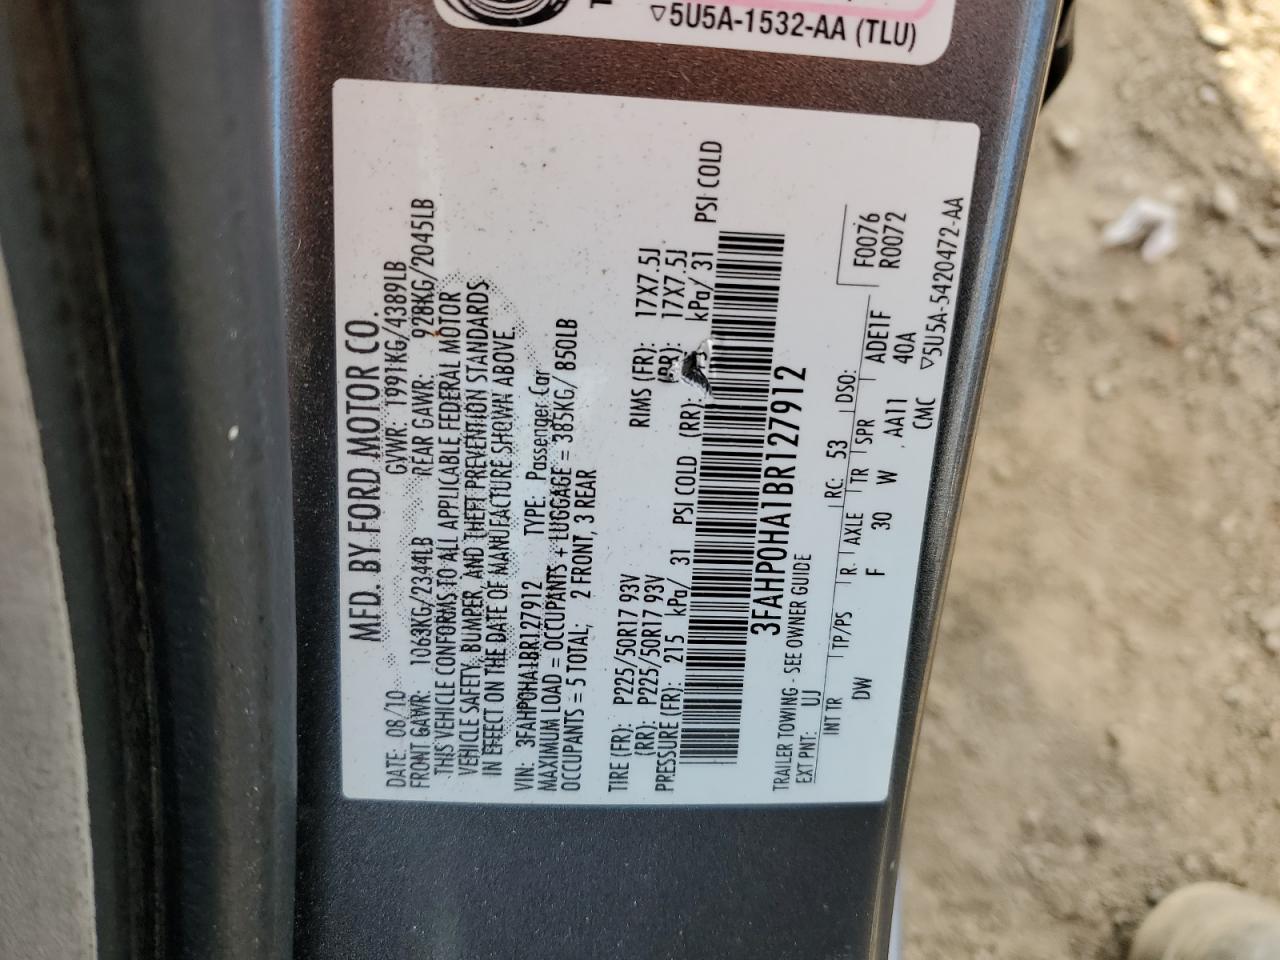 ▽5U5A-1532-AA (TLU)
MFD. BY FORD MOTOR CO.
DATE: 08/10 GVWR: 1991KG/4389LB
FRONT GAWR: 1063KG/2344LB REAR GAWR: 928KG/2045LB
THIS VEHICLE CONFORMS TO ALL APPLICABLE FEDERAL MOTOR
VEHICLE SAFETY, BUMPER, AND THEFT PREVENTION STANDARDS
IN EFFECT ON THE DATE OF MANUFACTURE SHOWN ABOVE.
VIN: 3FAHP0HA1BR127912 TYPE: Passenger Car
MAXIMUM LOAD = OCCUPANTS + LUGGAGE = 385KG/ 850LB
OCCUPANTS = 5 TOTAL; 2 FRONT, 3 REAR
TIRE (FR): P225/50R17 93V RIMS (FR): 17X7.5J
(RR): P225/50R17 93V (RR): 17X7.5J
PRESSURE (FR): 215 kPa/ 31 PSI COLD (RR): kPa/ 31 PSI COLD
3FAHP0HA1BR127912
TRAILER TOWING - SEE OWNER GUIDE
EXT PNT: UJ RC: 53 DSO: F0076
R0072
INT TR TP/PS R AXLE TR SPR ADE1F
DW F 30 W AA11 40A
CMC ▽5U5A-5420472-AA